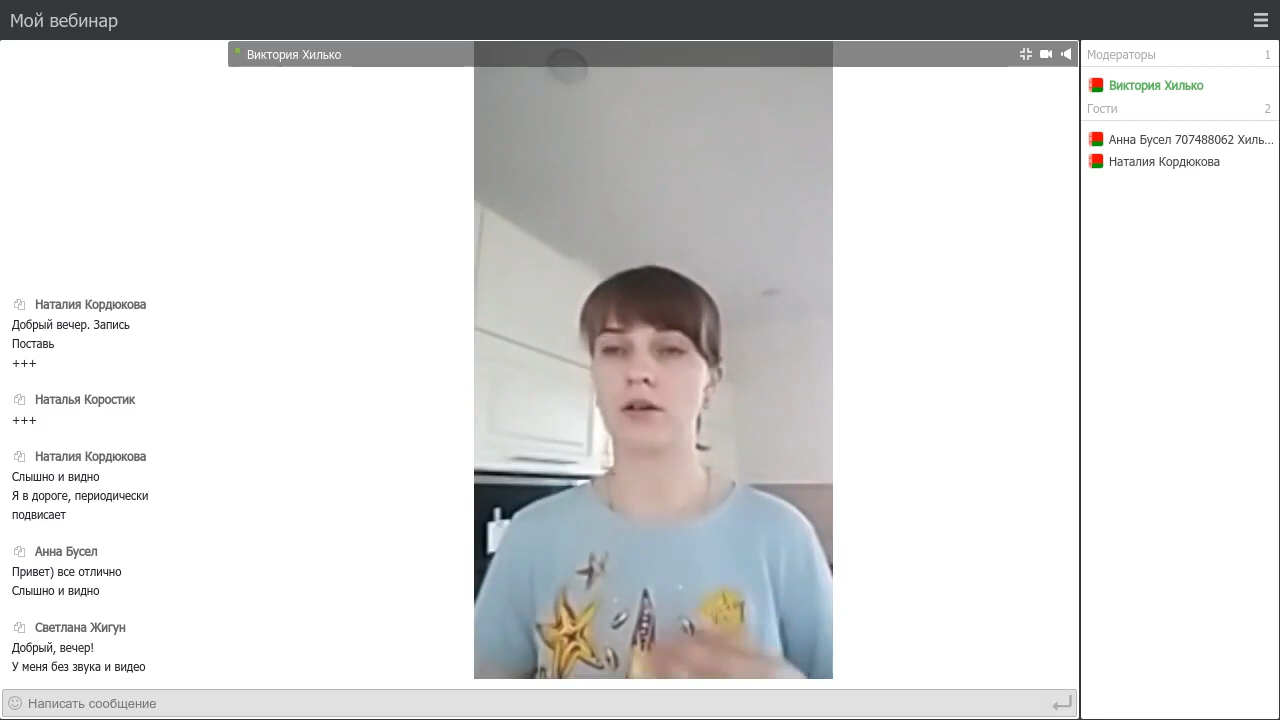 Мой вебинар
Виктория Хилько
Модераторы 1
Виктория Хилько
Гости 2
Анна Бусел 707488062 Хиль...
Наталия Кордюкова
Наталия Кордюкова
Добрый вечер. Запись
Поставь
+++
Наталья Коростик
+++
Наталия Кордюкова
Слышно и видно
Я в дороге, периодически
подвисает
Анна Бусел
Привет) все отлично
Слышно и видно
Светлана Жигун
Добрый, вечер!
У меня без звука и видео
Написать сообщение